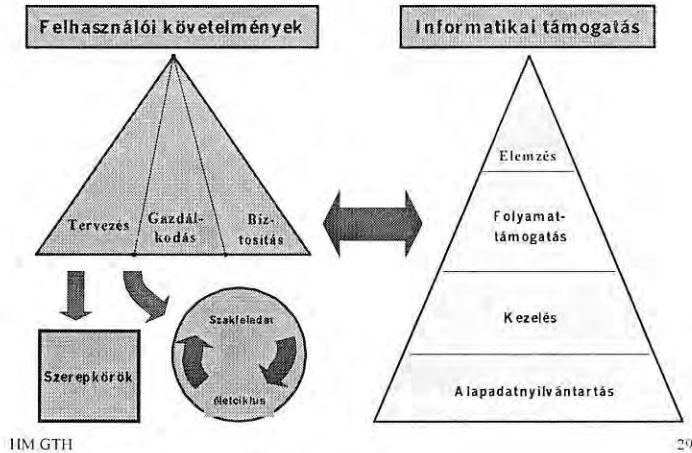 Felhasználói követelmények
Informatikai támogatás
Tervezés
Gazdál-
kodás
Biz-
tosítás
Elemzés
Folyamat-
támogatás
Kezelés
Alapadatnyilvántartás
Szerepkörök
Szakfeladat
életciklus
HM GTH
29